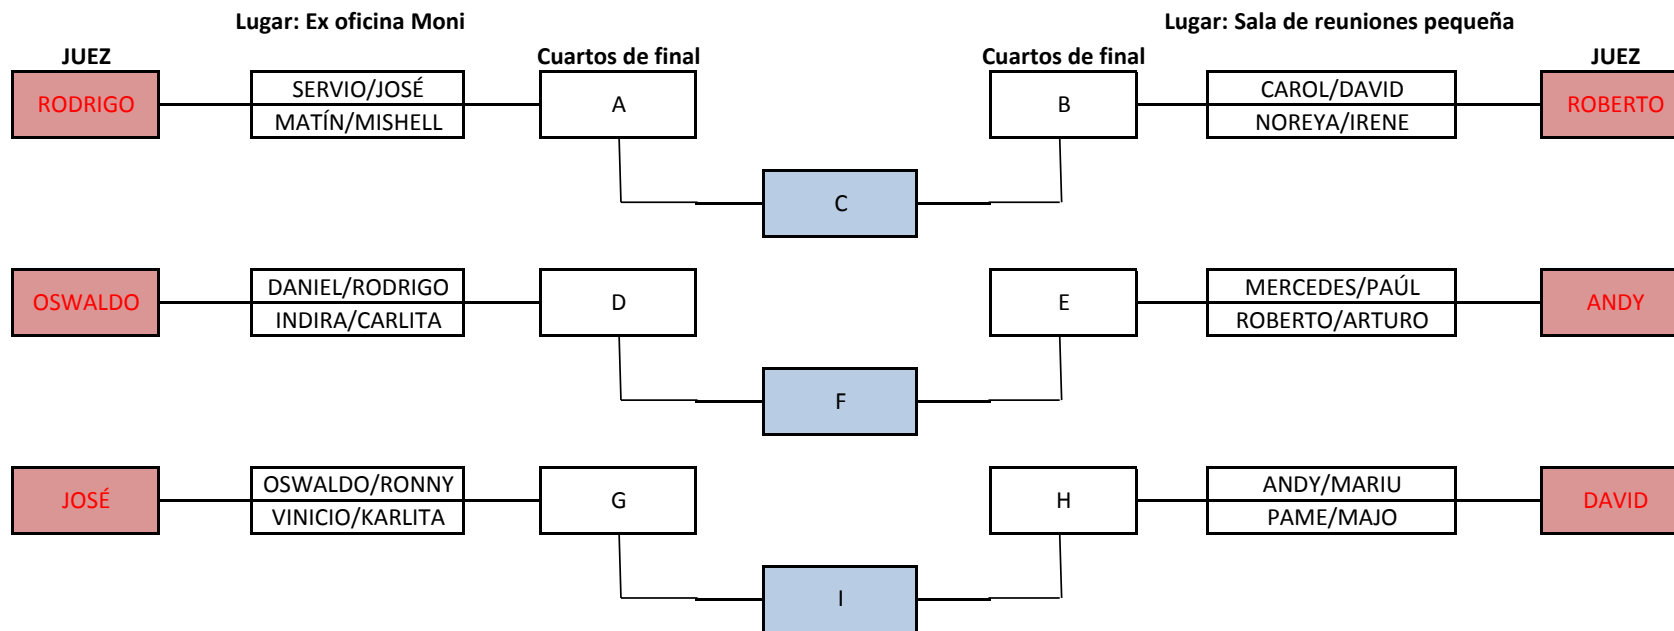 Lugar: Ex oficina Moni Lugar: Sala de reuniones pequeña
JUEZ Cuartos de final Cuartos de final JUEZ
RODRIGO SERVIO/JOSÉ A B CAROL/DAVID ROBERTO
MATÍN/MISHELL NOREYA/IRENE
C
OSWALDO DANIEL/RODRIGO D E MERCEDES/PAÚL ANDY
INDIRA/CARLITA ROBERTO/ARTURO
F
JOSÉ OSWALDO/RONNY G H ANDY/MARIU DAVID
VINICIO/KARLITA PAME/MAJO
I